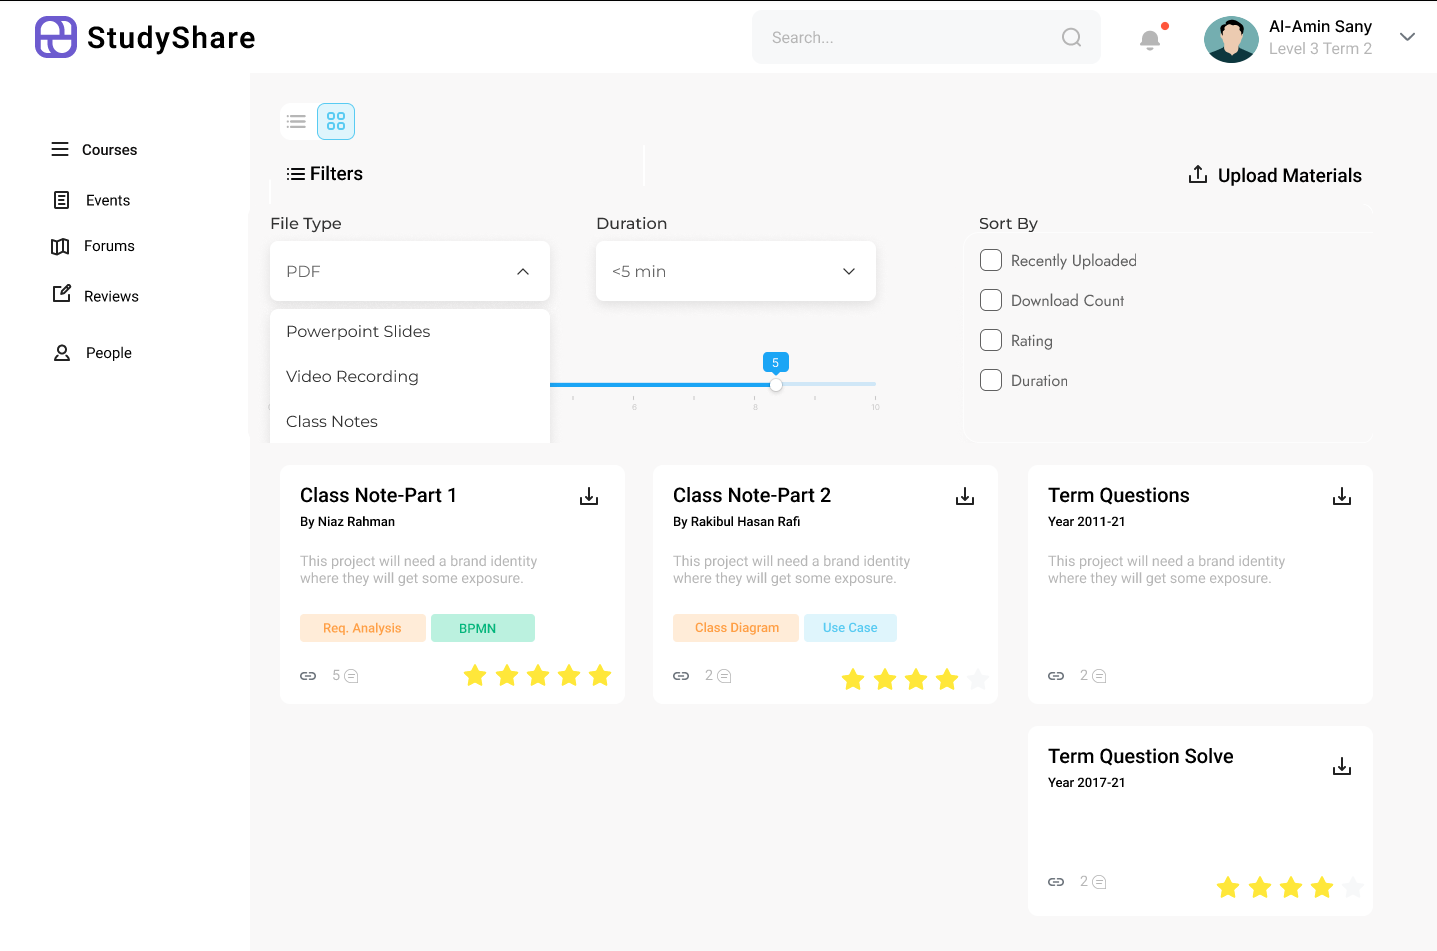 StudyShare
Search...
Al-Amin Sany
Level 3 Term 2
Courses
Events
Forums
Reviews
People
Filters
Upload Materials
File Type
Duration
Sort By
PDF
<5 min
Recently Uploaded
Download Count
Rating
Duration
Powerpoint Slides
Video Recording
Class Notes
5
6
8
10
Class Note-Part 1
By Niaz Rahman
This project will need a brand identity
where they will get some exposure.
Req. Analysis
BPMN
5
Class Note-Part 2
By Rakibul Hasan Rafi
This project will need a brand identity
where they will get some exposure.
Class Diagram
Use Case
2
Term Questions
Year 2011-21
This project will need a brand identity
where they will get some exposure.
2
Term Question Solve
Year 2017-21
2